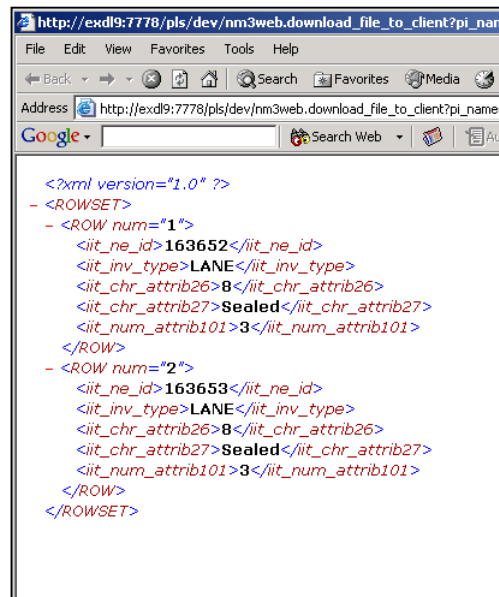 http://exdl9:7778/pls/dev/nm3web.download_file_to_client?pi_nam
File Edit View Favorites Tools Help
Back Search Favorites Media
Address http://exdl9:7778/pls/dev/nm3web.download_file_to_client?pi_name
Google Search Web Au
<?xml version="1.0" ?>
- <ROWSET>
- <ROW num="1">
<iit_ne_id>163652</iit_ne_id>
<iit_inv_type>LANE</iit_inv_type>
<iit_chr_attrib26>8</iit_chr_attrib26>
<iit_chr_attrib27>Sealed</iit_chr_attrib27>
<iit_num_attrib101>3</iit_num_attrib101>
</ROW>
- <ROW num="2">
<iit_ne_id>163653</iit_ne_id>
<iit_inv_type>LANE</iit_inv_type>
<iit_chr_attrib26>8</iit_chr_attrib26>
<iit_chr_attrib27>Sealed</iit_chr_attrib27>
<iit_num_attrib101>3</iit_num_attrib101>
</ROW>
</ROWSET>